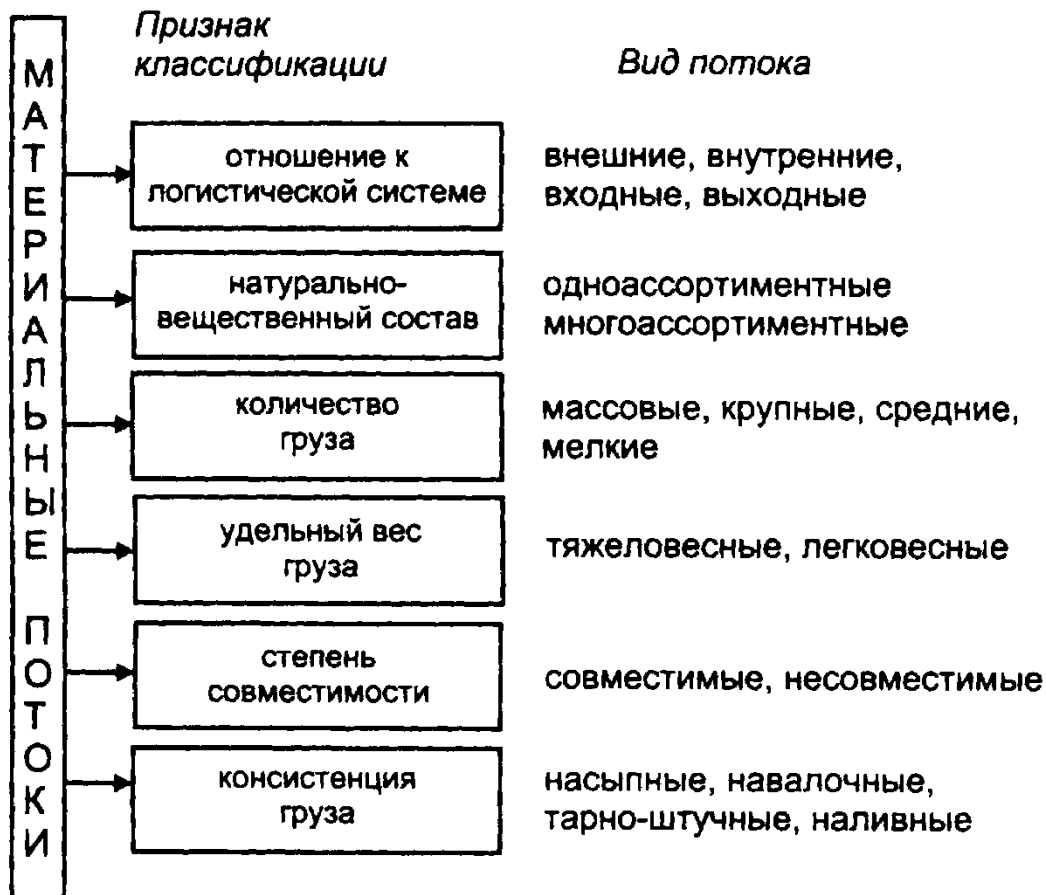 МАТЕРИАЛЬНЫЕ ПОТОКИ
Признак
классификации
Вид потока
отношение к
логистической системе
внешние, внутренние,
входные, выходные
натурально-
вещественный состав
одноассортиментные
многоассортиментные
количество
груза
массовые, крупные, средние,
мелкие
удельный вес
груза
тяжеловесные, легковесные
степень
совместимости
совместимые, несовместимые
консистенция
груза
насыпные, навалочные,
тарно-штучные, наливные